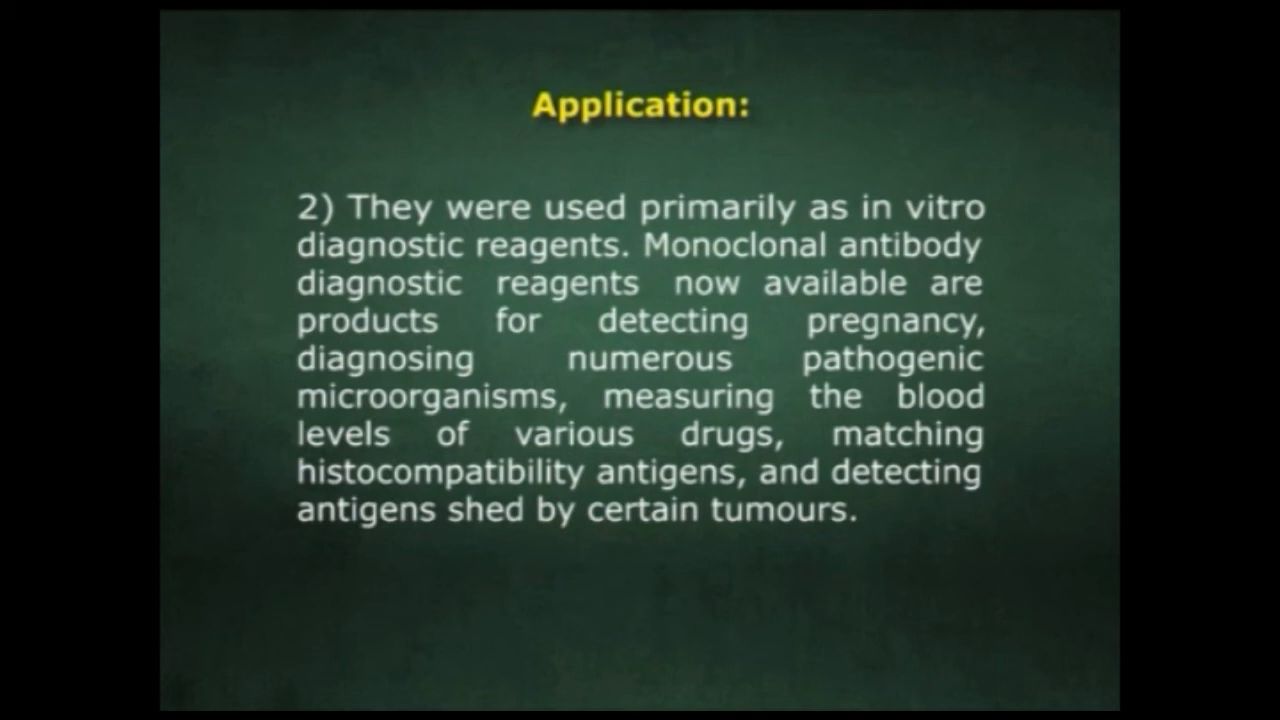 Application:
2) They were used primarily as in vitro
diagnostic reagents. Monoclonal antibody
diagnostic reagents now available are
products for detecting pregnancy,
diagnosing numerous pathogenic
microorganisms, measuring the blood
levels of various drugs, matching
histocompatibility antigens, and detecting
antigens shed by certain tumours.